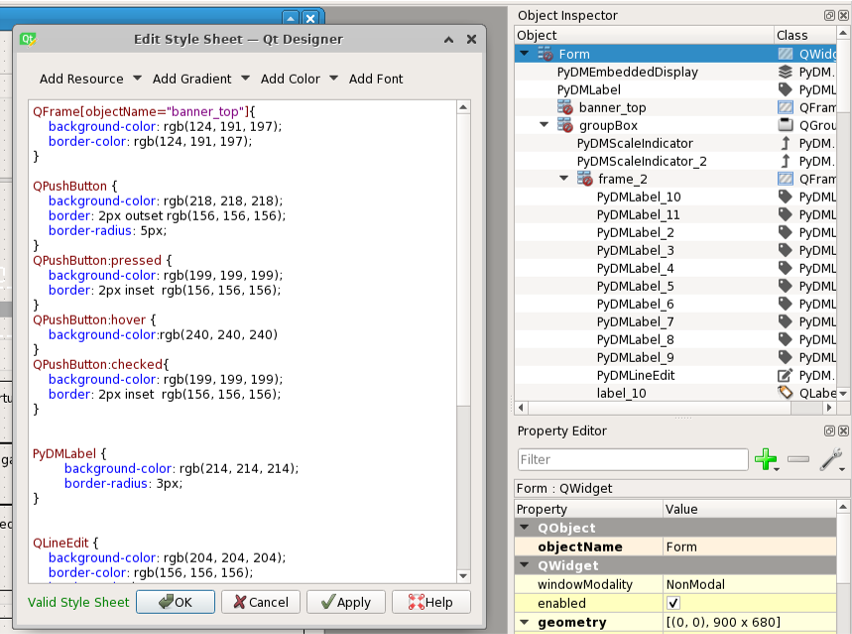 Edit Style Sheet — Qt Designer
Add Resource Add Gradient Add Color Add Font
QFrame[objectName="banner_top"]{
background-color: rgb(124, 191, 197);
border-color: rgb(124, 191, 197);
}
QPushButton {
background-color: rgb(218, 218, 218);
border: 2px outset rgb(156, 156, 156);
border-radius: 5px;
}
QPushButton:pressed {
background-color: rgb(199, 199, 199);
border: 2px inset  rgb(156, 156, 156);
}
QPushButton:hover {
background-color:rgb(240, 240, 240)
}
QPushButton:checked{
background-color: rgb(199, 199, 199);
border: 2px inset  rgb(156, 156, 156);
}
PyDMLabel {
background-color: rgb(214, 214, 214);
border-radius: 3px;
}
QLineEdit {
background-color: rgb(204, 204, 204);
border-color: rgb(156, 156, 156);
Valid Style Sheet OK Cancel Apply Help
Object Inspector
Object Class
Form QWidg
PyDMEmbeddedDisplay PyDM.
PyDMLabel PyDML
banner_top QFram
groupBox QGrou
PyDMScaleIndicator PyDM.
PyDMScaleIndicator_2 PyDM.
frame_2 QFram
PyDMLabel_10 PyDML
PyDMLabel_11 PyDML
PyDMLabel_2 PyDML
PyDMLabel_3 PyDML
PyDMLabel_4 PyDML
PyDMLabel_5 PyDML
PyDMLabel_6 PyDML
PyDMLabel_7 PyDML
PyDMLabel_8 PyDML
PyDMLabel_9 PyDML
PyDMLineEdit PyDM.
label_10 QLabe
Property Editor
Filter
Form : QWidget
Property Value
QObject
objectName Form
QWidget
windowModality NonModal
enabled
geometry [(0, 0), 900 x 680]